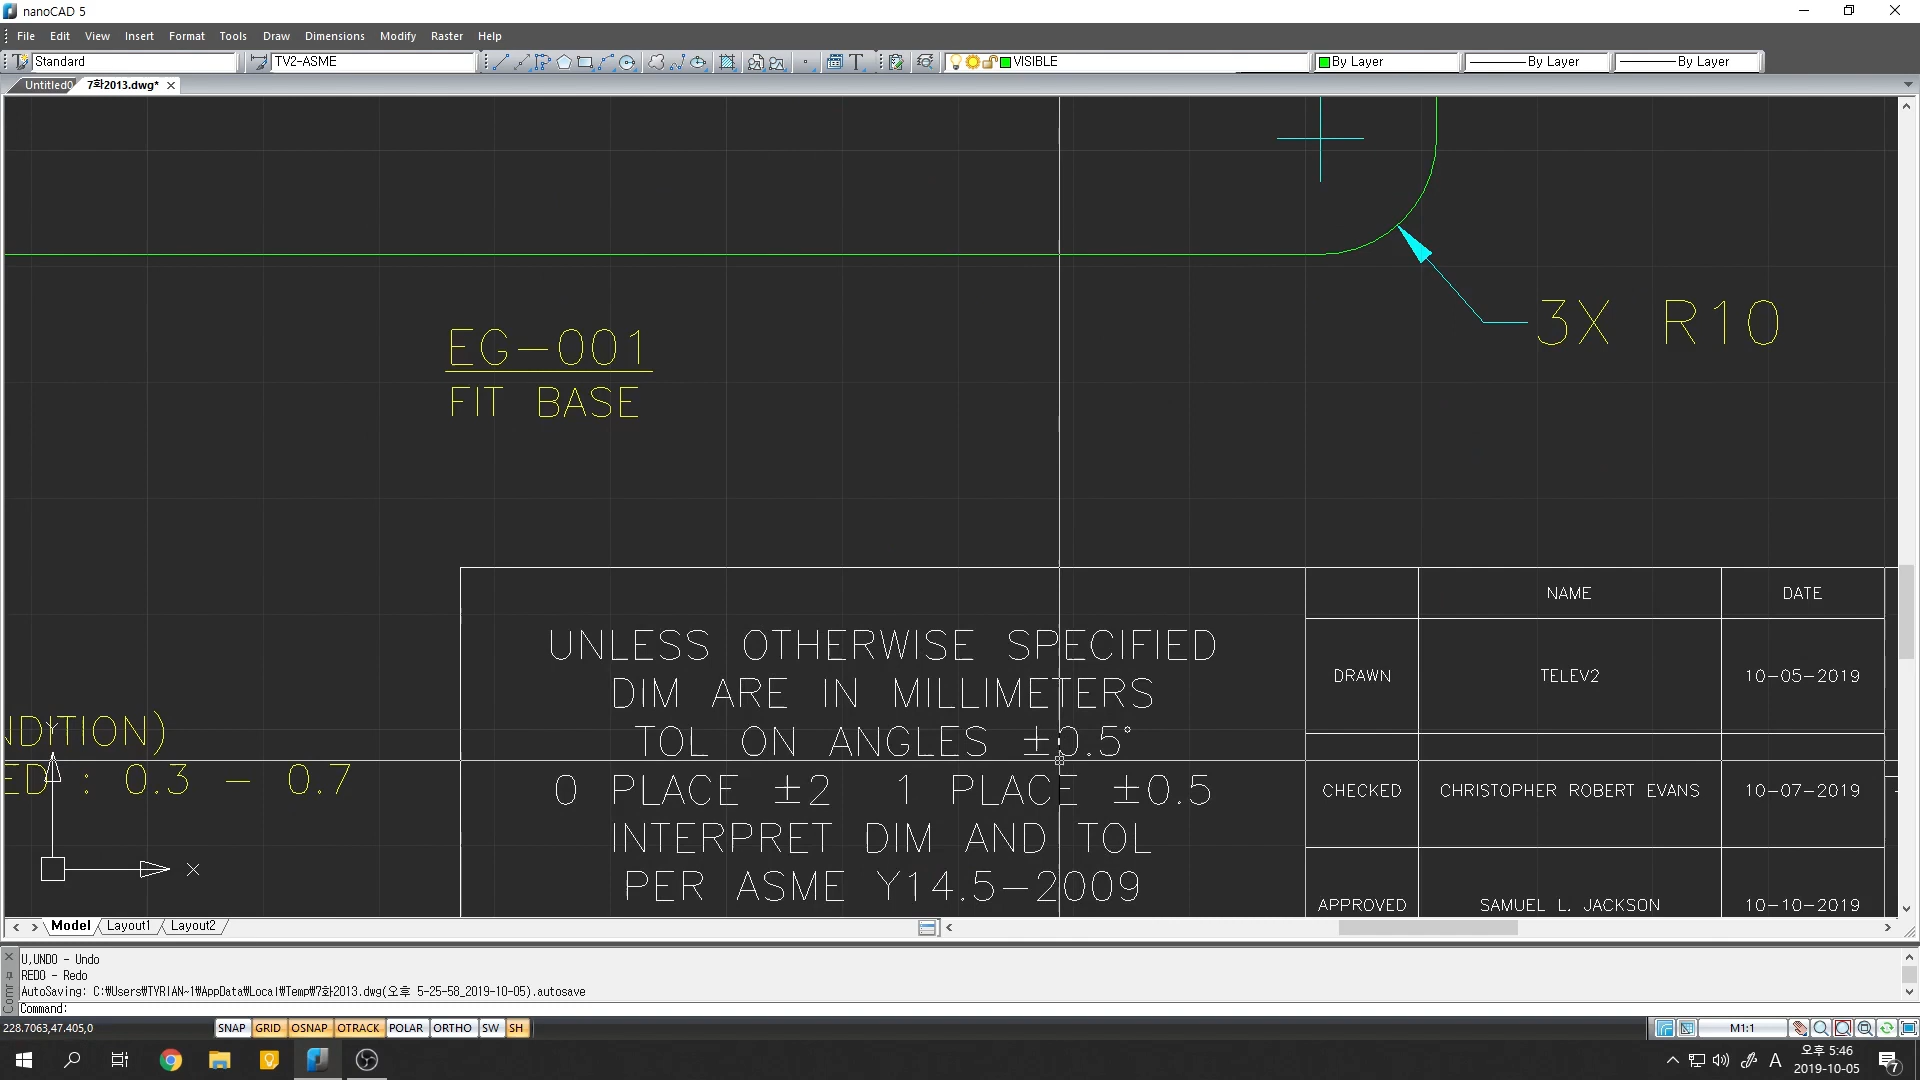 nanoCAD 5
File Edit View Insert Format Tools Draw Dimensions Modify Raster Help
Standard TV2-ASME VISIBLE By Layer By Layer By Layer
Untitled0 7화2013.dwg*
3X R10
EG-001
FIT BASE
NAME DATE
UNLESS OTHERWISE SPECIFIED
DIM ARE IN MILLIMETERS
DRAWN TELEV2 10-05-2019
NDITION)
TOL ON ANGLES ±0.5°
ED : 0.3 - 0.7
0 PLACE ±2 1 PLACE ±0.5
CHECKED CHRISTOPHER ROBERT EVANS 10-07-2019
INTERPRET DIM AND TOL
PER ASME Y14.5-2009
APPROVED SAMUEL L. JACKSON 10-10-2019
Y
X
Model Layout1 Layout2
U,UNDO - Undo
REDO - Redo
AutoSaving: C:₩Users₩TYRIAN~1₩AppData₩Local₩Temp₩7화2013.dwg(오후 5-25-58_2019-10-05).autosave
Command:
228.7063,47.405,0 SNAP GRID OSNAP OTRACK POLAR ORTHO SW SH M1:1
A 오후 5:46
2019-10-05
7